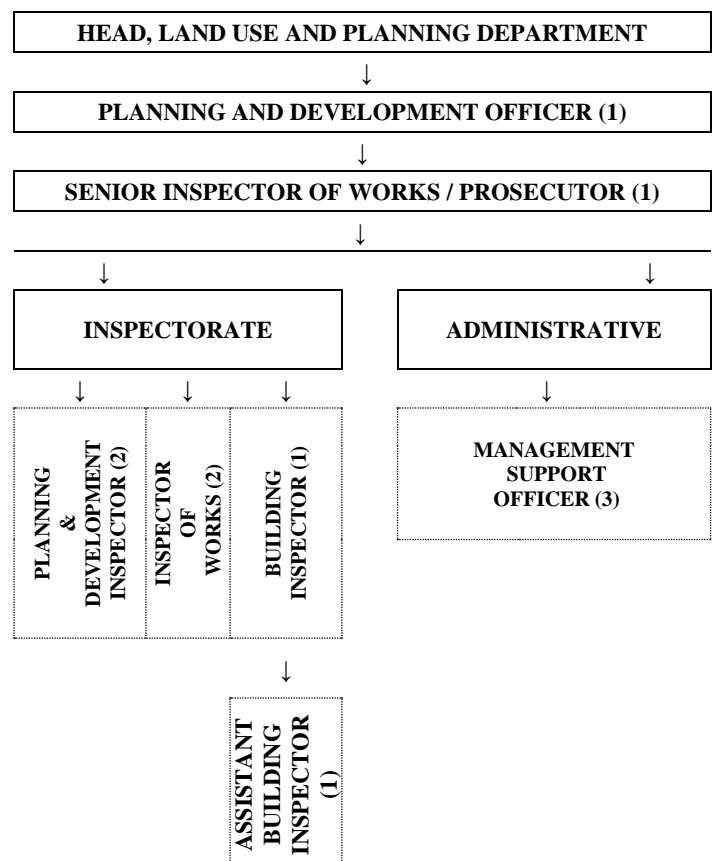 HEAD, LAND USE AND PLANNING DEPARTMENT
↓
PLANNING AND DEVELOPMENT OFFICER (1)
↓
SENIOR INSPECTOR OF WORKS / PROSECUTOR (1)
↓
↓ ↓
INSPECTORATE
ADMINISTRATIVE
↓ ↓ ↓ ↓
PLANNING
&
DEVELOPMENT
INSPECTOR (2)
INSPECTOR
OF
WORKS (2)
BUILDING
INSPECTOR (1)
MANAGEMENT
SUPPORT
OFFICER (3)
↓
ASSISTANT
BUILDING
INSPECTOR
(1)